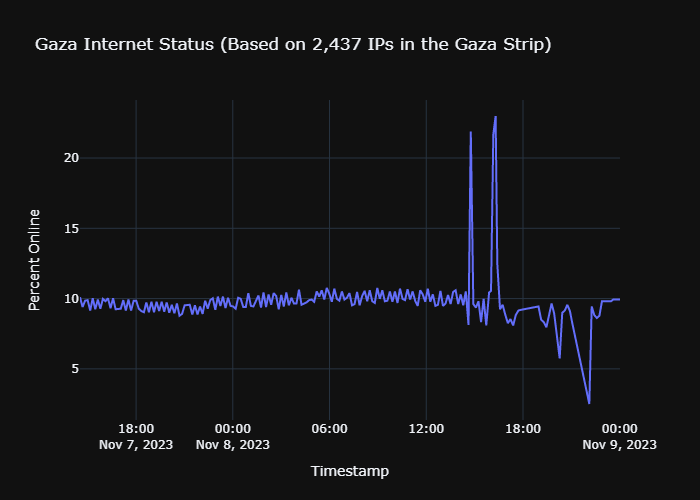 Gaza Internet Status (Based on 2,437 IPs in the Gaza Strip)
Percent Online
20
15
10
5
18:00 00:00 06:00 12:00 18:00 00:00
Nov 7, 2023 Nov 8, 2023 Nov 9, 2023
Timestamp